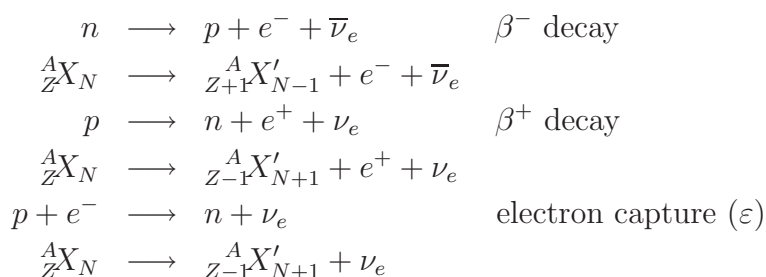 n ⟶ p + e⁻ + ν̅ₑ β⁻ decay
ᴬ_Z X_N ⟶ ᴬ_{Z+1} X′_{N−1} + e⁻ + ν̅ₑ
p ⟶ n + e⁺ + νₑ β⁺ decay
ᴬ_Z X_N ⟶ ᴬ_{Z−1} X′_{N+1} + e⁺ + νₑ
p + e⁻ ⟶ n + νₑ electron capture (ε)
ᴬ_Z X_N ⟶ ᴬ_{Z−1} X′_{N+1} + νₑ